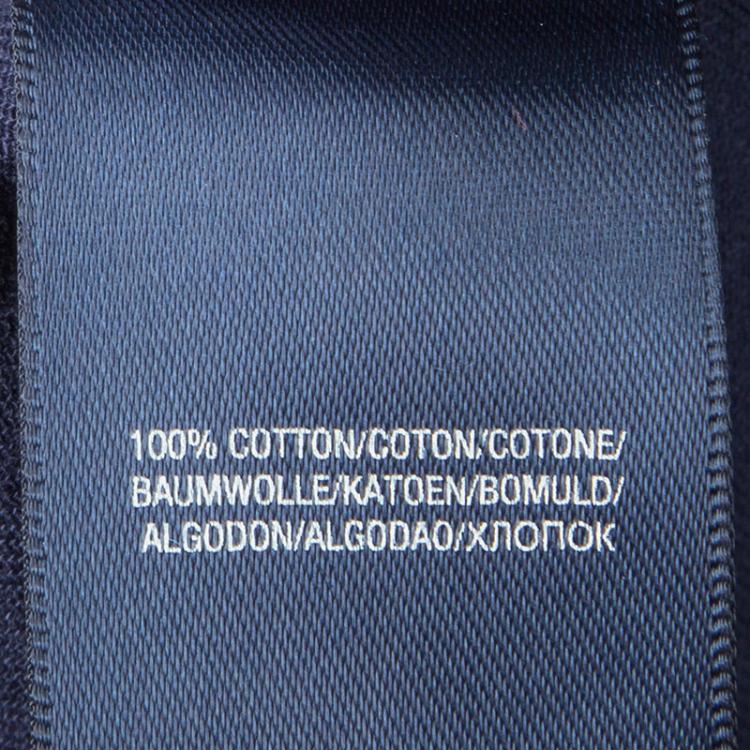 100% COTTON/COTON/COTONE/
BAUMWOLLE/KATOEN/BOMULD/
ALGODON/ALGODAO/ХЛОПОК